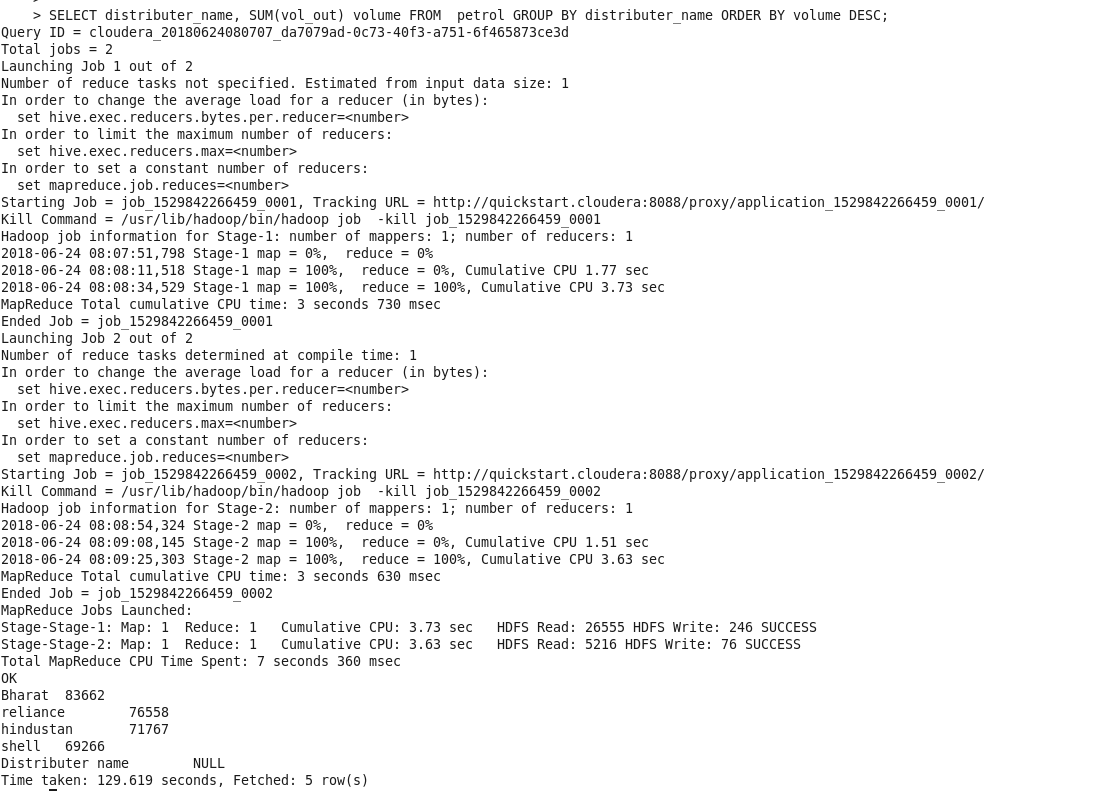 >
> SELECT distributer_name, SUM(vol_out) volume FROM  petrol GROUP BY distributer_name ORDER BY volume DESC;
Query ID = cloudera_20180624080707_da7079ad-0c73-40f3-a751-6f465873ce3d
Total jobs = 2
Launching Job 1 out of 2
Number of reduce tasks not specified. Estimated from input data size: 1
In order to change the average load for a reducer (in bytes):
  set hive.exec.reducers.bytes.per.reducer=<number>
In order to limit the maximum number of reducers:
  set hive.exec.reducers.max=<number>
In order to set a constant number of reducers:
  set mapreduce.job.reduces=<number>
Starting Job = job_1529842266459_0001, Tracking URL = http://quickstart.cloudera:8088/proxy/application_1529842266459_0001/
Kill Command = /usr/lib/hadoop/bin/hadoop job  -kill job_1529842266459_0001
Hadoop job information for Stage-1: number of mappers: 1; number of reducers: 1
2018-06-24 08:07:51,798 Stage-1 map = 0%,  reduce = 0%
2018-06-24 08:08:11,518 Stage-1 map = 100%,  reduce = 0%, Cumulative CPU 1.77 sec
2018-06-24 08:08:34,529 Stage-1 map = 100%,  reduce = 100%, Cumulative CPU 3.73 sec
MapReduce Total cumulative CPU time: 3 seconds 730 msec
Ended Job = job_1529842266459_0001
Launching Job 2 out of 2
Number of reduce tasks determined at compile time: 1
In order to change the average load for a reducer (in bytes):
  set hive.exec.reducers.bytes.per.reducer=<number>
In order to limit the maximum number of reducers:
  set hive.exec.reducers.max=<number>
In order to set a constant number of reducers:
  set mapreduce.job.reduces=<number>
Starting Job = job_1529842266459_0002, Tracking URL = http://quickstart.cloudera:8088/proxy/application_1529842266459_0002/
Kill Command = /usr/lib/hadoop/bin/hadoop job  -kill job_1529842266459_0002
Hadoop job information for Stage-2: number of mappers: 1; number of reducers: 1
2018-06-24 08:08:54,324 Stage-2 map = 0%,  reduce = 0%
2018-06-24 08:09:08,145 Stage-2 map = 100%,  reduce = 0%, Cumulative CPU 1.51 sec
2018-06-24 08:09:25,303 Stage-2 map = 100%,  reduce = 100%, Cumulative CPU 3.63 sec
MapReduce Total cumulative CPU time: 3 seconds 630 msec
Ended Job = job_1529842266459_0002
MapReduce Jobs Launched:
Stage-Stage-1: Map: 1  Reduce: 1   Cumulative CPU: 3.73 sec   HDFS Read: 26555 HDFS Write: 246 SUCCESS
Stage-Stage-2: Map: 1  Reduce: 1   Cumulative CPU: 3.63 sec   HDFS Read: 5216 HDFS Write: 76 SUCCESS
Total MapReduce CPU Time Spent: 7 seconds 360 msec
OK
Bharat  83662
reliance        76558
hindustan       71767
shell   69266
Distributer name        NULL
Time taken: 129.619 seconds, Fetched: 5 row(s)